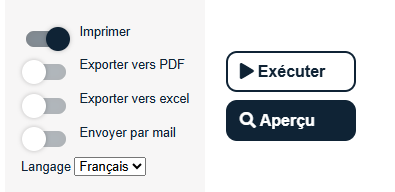 Imprimer
Exporter vers PDF
Exporter vers excel
Envoyer par mail
Langage Français
Exécuter
Aperçu